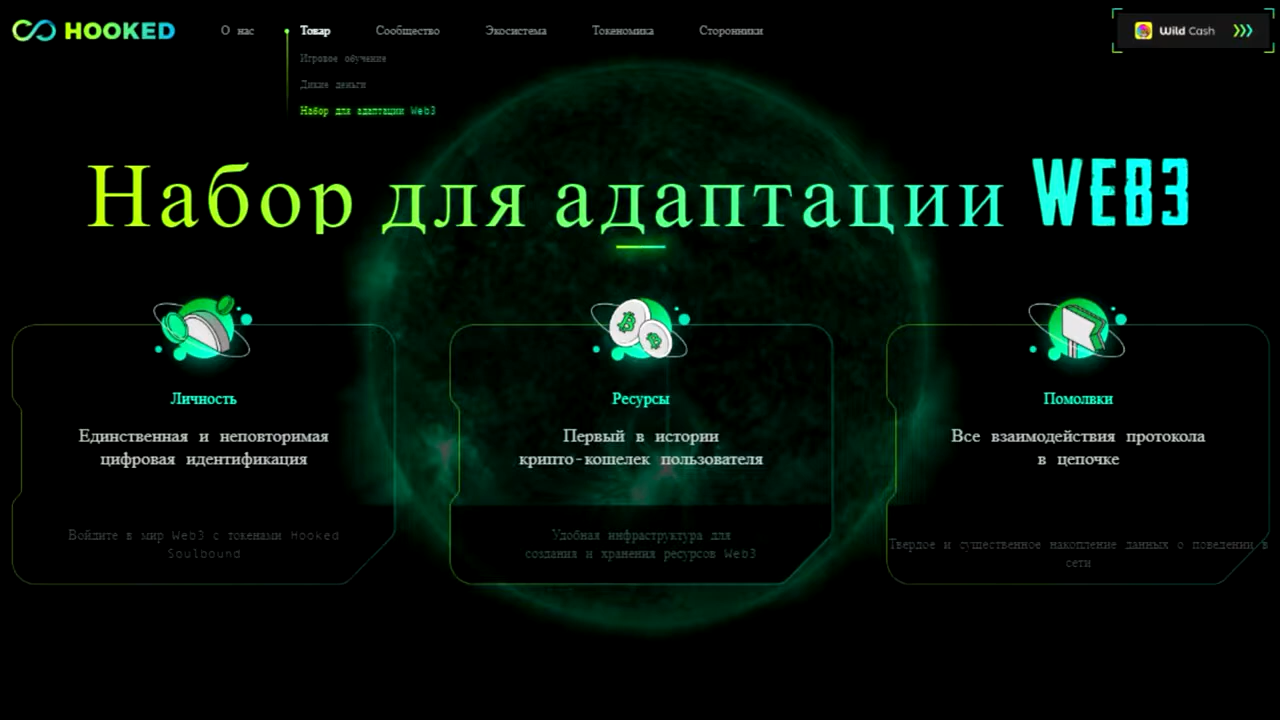 HOOKED
О нас
Товар
Сообщество
Экосистема
Токеномика
Сторонники
Wild Cash
Игровое обучение
Дикие деньги
Набор для адаптации Web3
Набор для адаптации WEB3
Личность
Единственная и неповторимая
цифровая идентификация
Войдите в мир Web3 с токенами Hooked
Soulbound
Ресурсы
Первый в истории
крипто-кошелек пользователя
Удобная инфраструктура для
создания и хранения ресурсов Web3
Помолвки
Все взаимодействия протокола
в цепочке
Твердое и существенное накопление данных о поведении в
сети